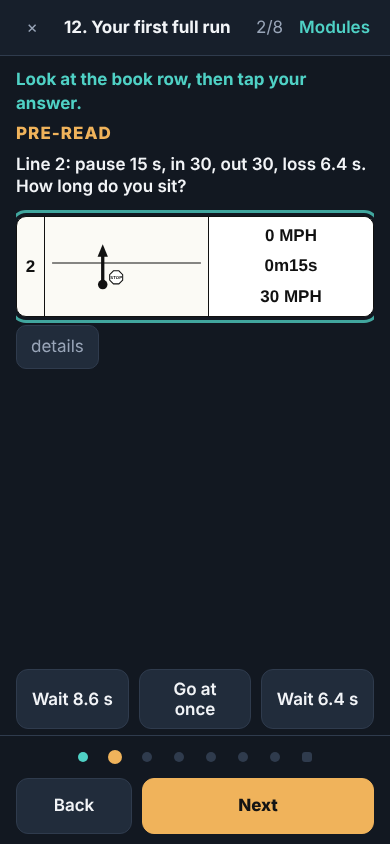 × 12. Your first full run 2/8 Modules
Look at the book row, then tap your
answer.
PRE-READ
Line 2: pause 15 s, in 30, out 30, loss 6.4 s.
How long do you sit?
0 MPH
2
STOP
0m15s
30 MPH
details
Wait 8.6 s
Go at
once
Wait 6.4 s
Back
Next